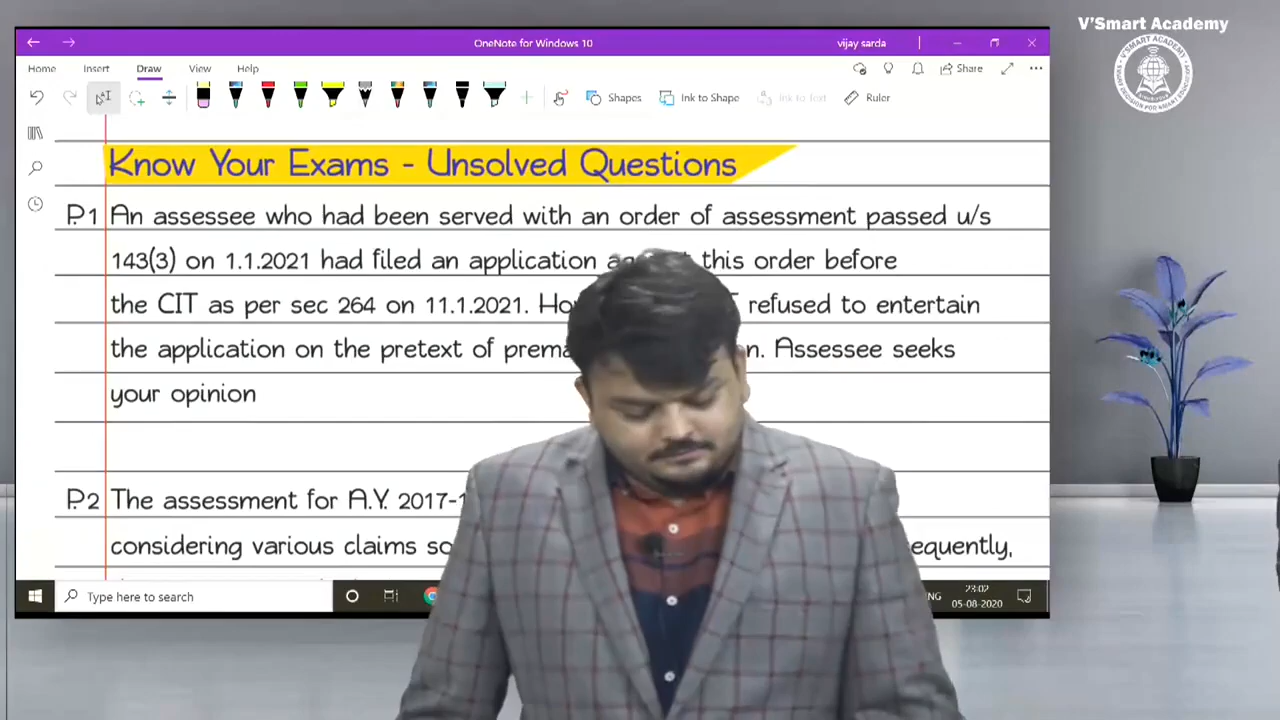 V'Smart Academy
OneNote for Windows 10
vijay sarda
Home Insert Draw View Help
Share
Shapes Ink to Shape Ink to Text Ruler
Know Your Exams - Unsolved Questions
P.1 An assessee who had been served with an order of assessment passed u/s
143(3) on 1.1.2021 had filed an application this order before
the CIT as per sec 264 on 11.1.2021. refused to entertain
the application on the pretext of Assessee seeks
your opinion
P.2 The assessment for A.Y.
considering various claims
Type here to search
23:02
05-08-2020